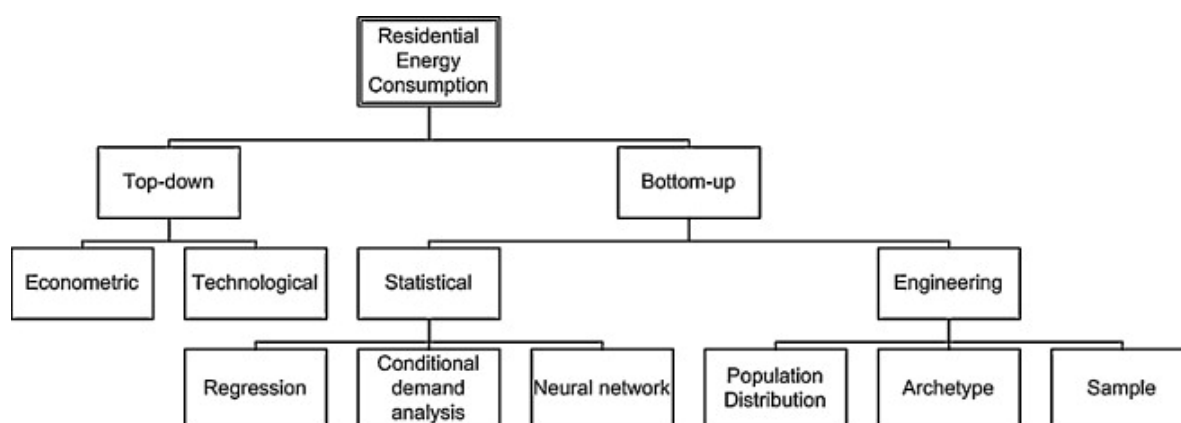 Residential
Energy
Consumption
Top-down
Bottom-up
Econometric
Technological
Statistical
Engineering
Regression
Conditional
demand
analysis
Neural network
Population
Distribution
Archetype
Sample